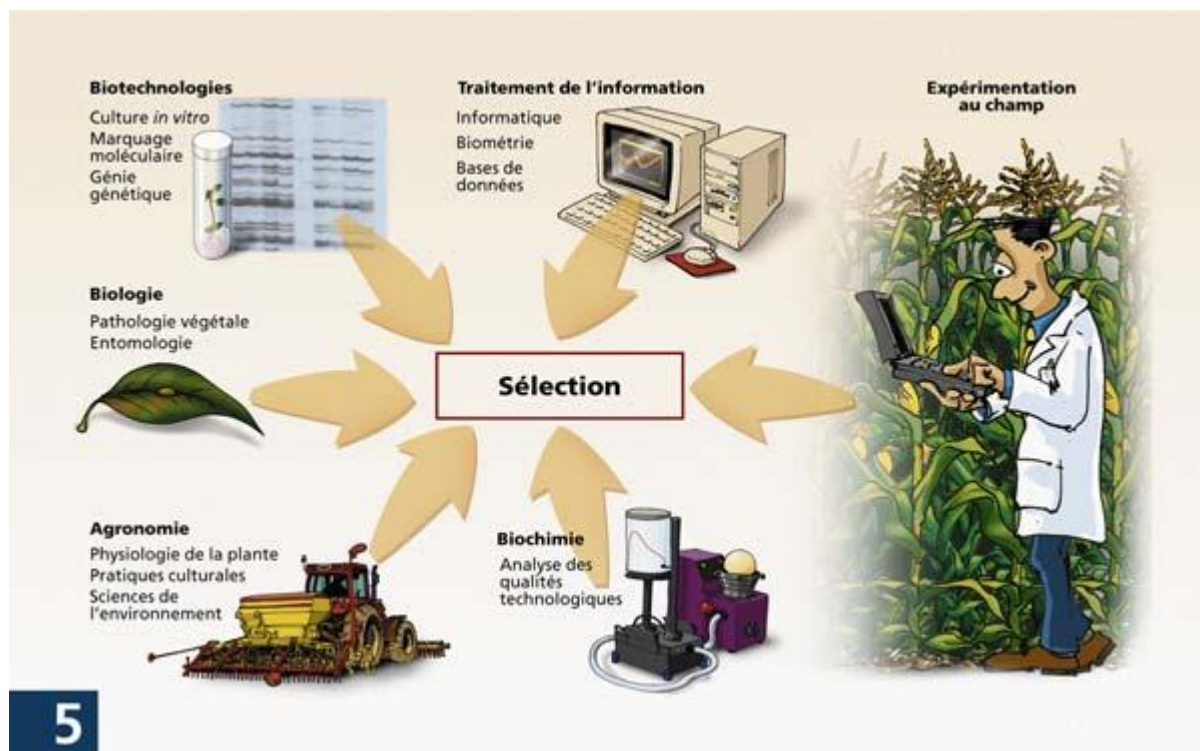 Biotechnologies
Culture in vitro
Marquage
moléculaire
Génie
génétique
Traitement de l'information
Informatique
Biométrie
Bases de
données
Expérimentation
au champ
Biologie
Pathologie végétale
Entomologie
Sélection
Agronomie
Physiologie de la plante
Pratiques culturales
Sciences de
l'environnement
Biochimie
Analyse des
qualités
technologiques
5